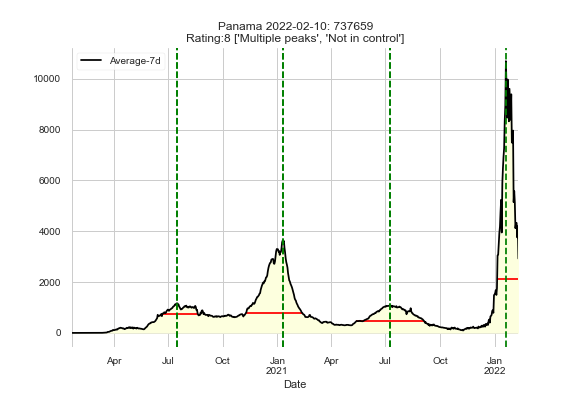 Panama 2022-02-10: 737659
Rating:8 ['Multiple peaks', 'Not in control']
Average-7d
10000
8000
6000
4000
2000
0
Apr
Jul
Oct
Jan
2021
Apr
Jul
Oct
Jan
2022
Date